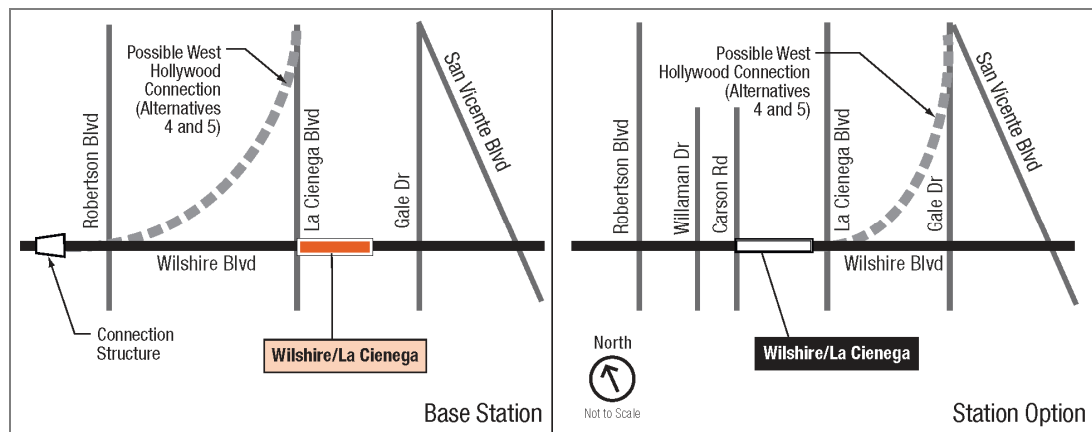 Possible West
Hollywood
Connection
(Alternatives
4 and 5)
Robertson Blvd
La Cienega Blvd
Gale Dr
San Vicente Blvd
Wilshire Blvd
Connection
Structure
Wilshire/La Cienega
Base Station
Possible West
Hollywood Connection
(Alternatives
4 and 5)
Robertson Blvd
Willaman Dr
Carson Rd
La Cienega Blvd
Gale Dr
San Vicente Blvd
Wilshire Blvd
Wilshire/La Cienega
North
Not to Scale
Station Option